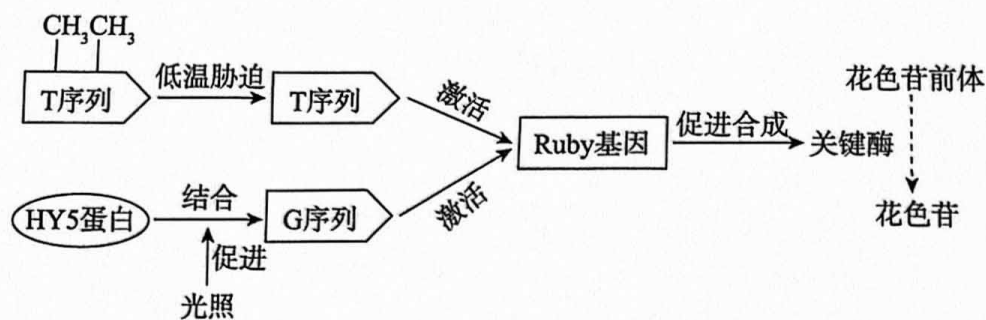 CH₃CH₃
T序列
低温胁迫
T序列
激活
Ruby基因
促进合成
关键酶
花色苷前体
花色苷
HY5蛋白
结合
促进
光照
G序列
激活